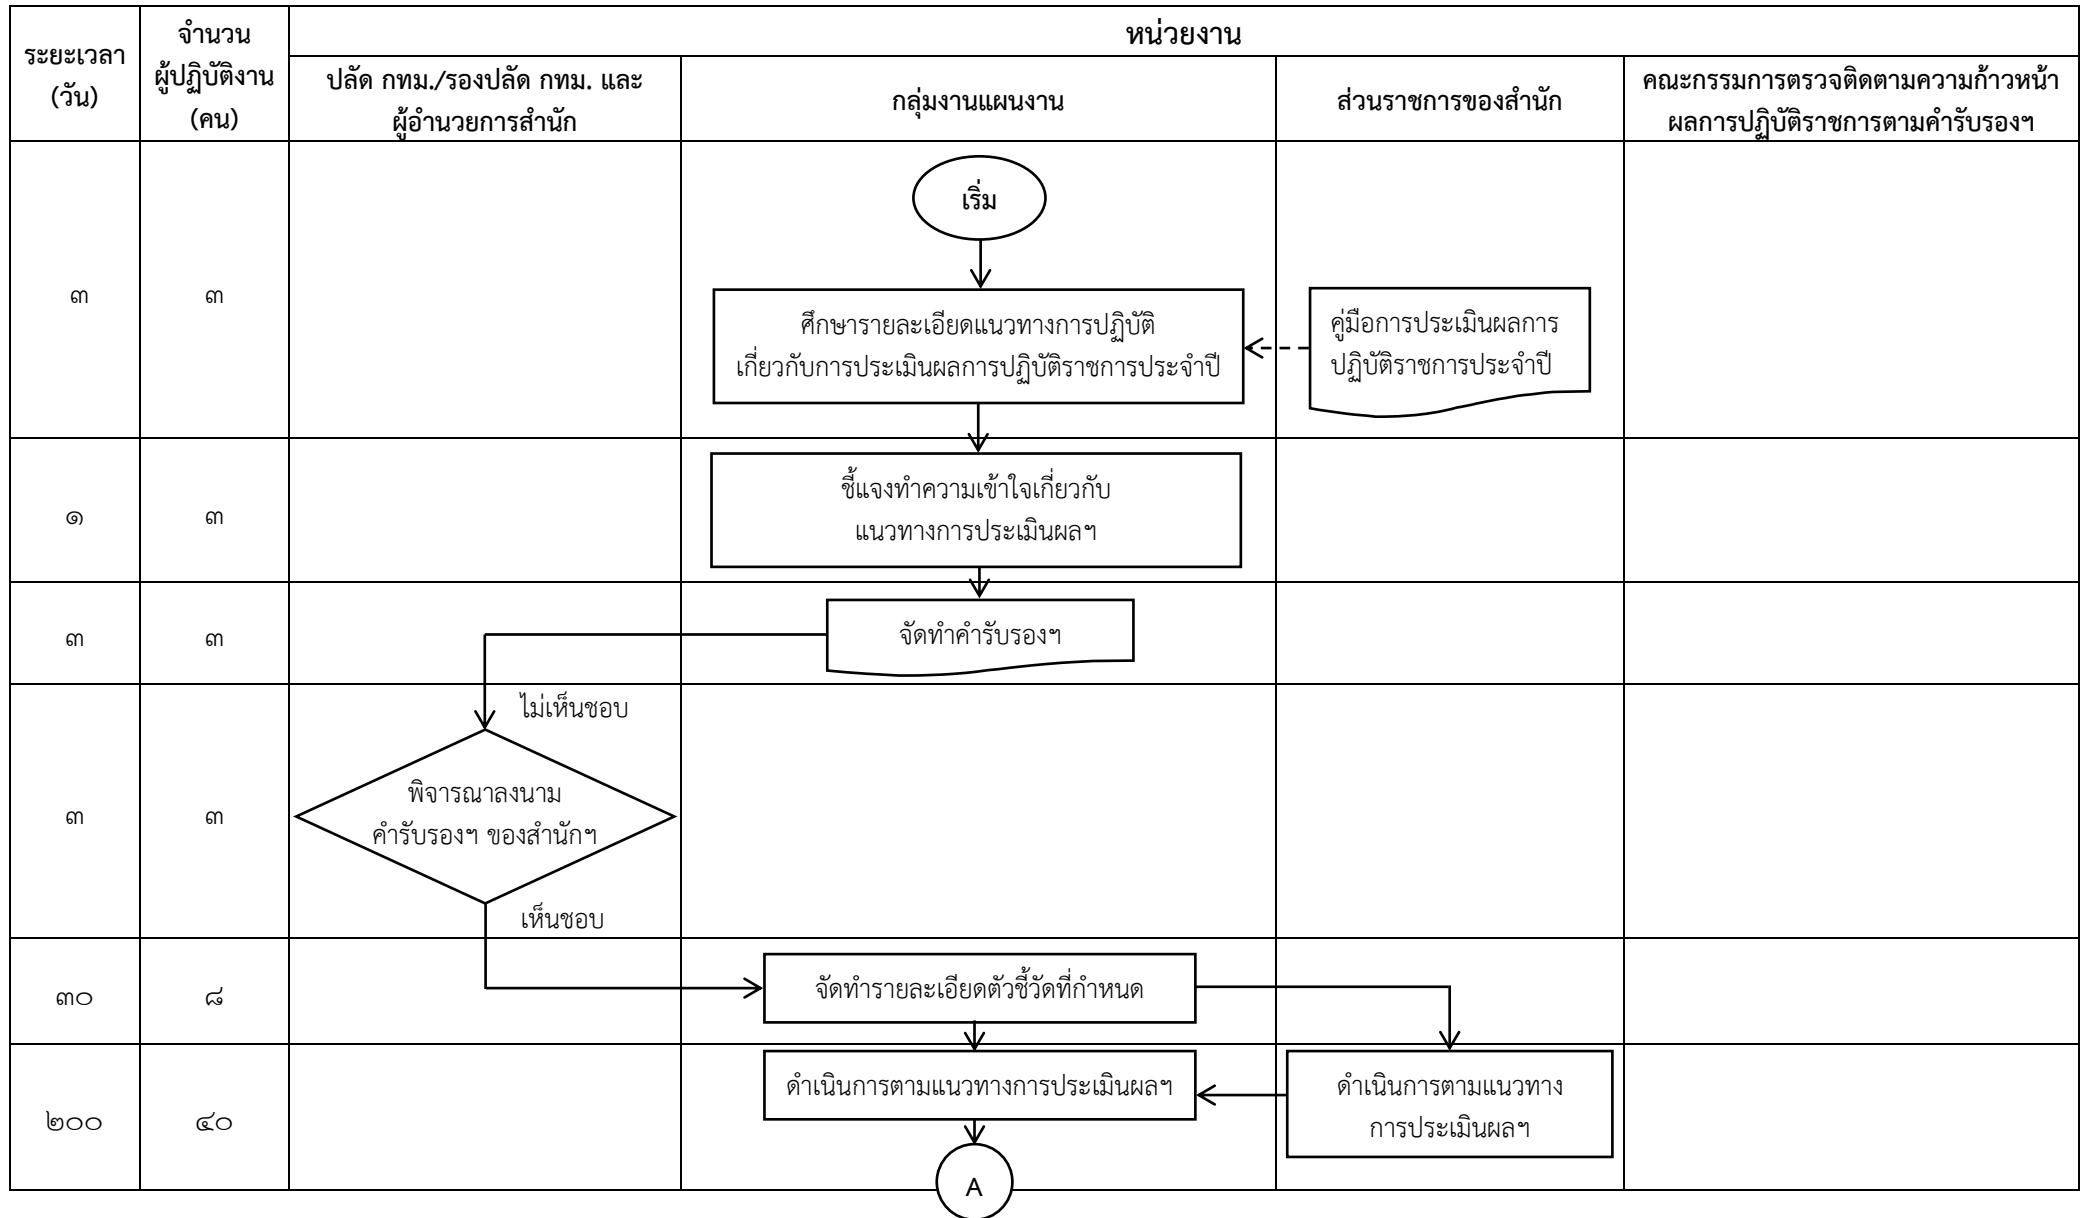 ระยะเวลา
(วัน)
จำนวน
ผู้ปฏิบัติงาน
(คน)
หน่วยงาน
ปลัด กทม./รองปลัด กทม. และ
ผู้อำนวยการสำนัก
กลุ่มงานแผนงาน
ส่วนราชการของสำนัก
คณะกรรมการตรวจติดตามความก้าวหน้า
ผลการปฏิบัติราชการตามคำรับรองฯ
เริ่ม
๓
๓
ศึกษารายละเอียดแนวทางการปฏิบัติ
เกี่ยวกับการประเมินผลการปฏิบัติราชการประจำปี
คู่มือการประเมินผลการ
ปฏิบัติราชการประจำปี
๑
๓
ชี้แจงทำความเข้าใจเกี่ยวกับ
แนวทางการประเมินผลฯ
๓
๓
จัดทำคำรับรองฯ
ไม่เห็นชอบ
๓
๓
พิจารณาลงนาม
คำรับรองฯ ของสำนักฯ
เห็นชอบ
๓๐
๘
จัดทำรายละเอียดตัวชี้วัดที่กำหนด
๒๐๐
๔๐
ดำเนินการตามแนวทางการประเมินผลฯ
ดำเนินการตามแนวทาง
การประเมินผลฯ
A